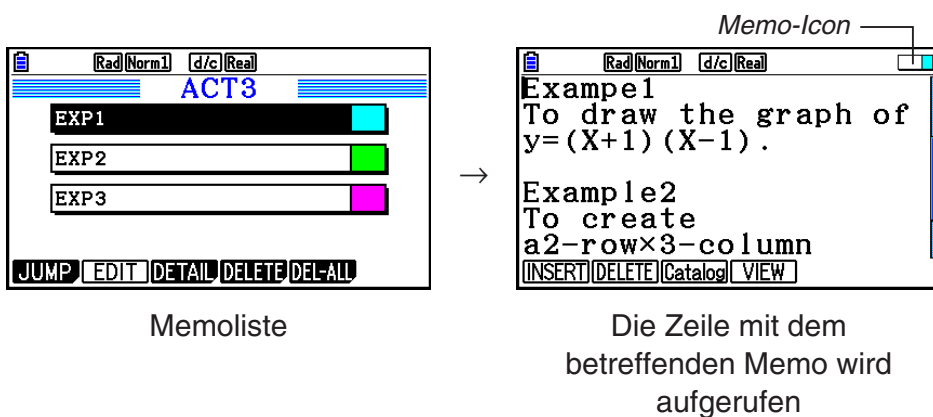 Memo-Icon
Rad Norm1 d/c Real
ACT3
EXP1
EXP2
EXP3
JUMP EDIT DETAIL DELETE DEL-ALL
Memoliste
→
Rad Norm1 d/c Real
Exampe1
To draw the graph of
y=(X+1)(X-1).
Example2
To create
a2-row×3-column
INSERT DELETE Catalog VIEW
Die Zeile mit dem
betreffenden Memo wird
aufgerufen